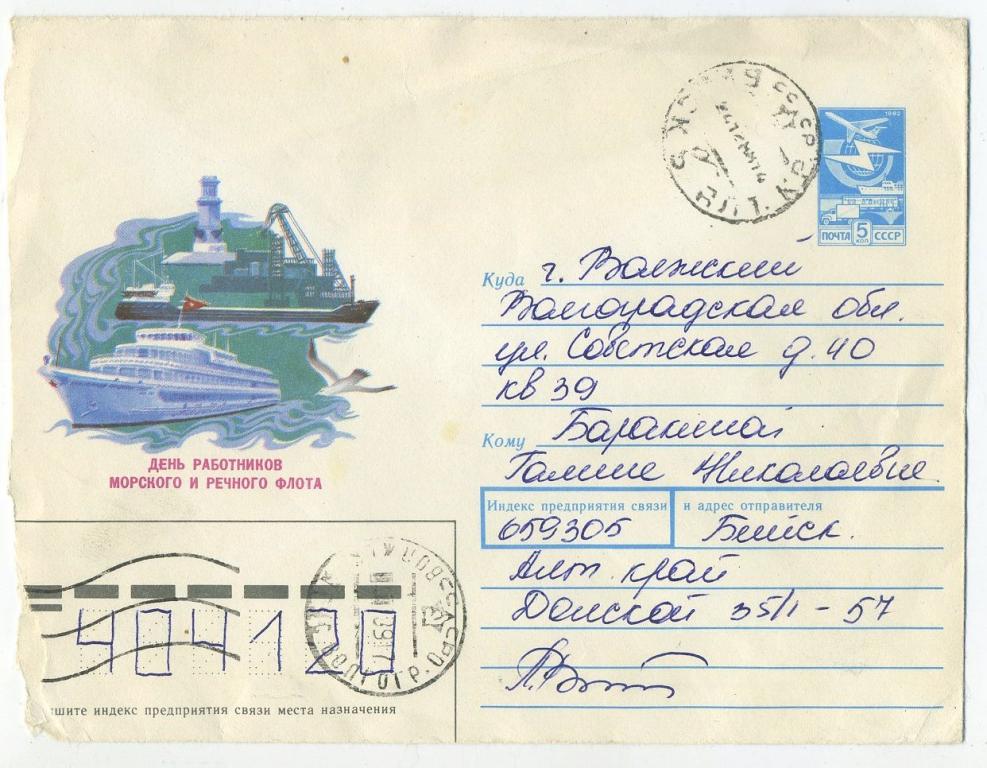 1982
ПОЧТА 5 КОП СССР
Куда г. Волжский
Волгоградская обл.
ул. Советская д. 40
кв 39
Кому
Галине Николаевне
ДЕНЬ РАБОТНИКОВ
МОРСКОГО И РЕЧНОГО ФЛОТА
Индекс предприятия связи и адрес отправителя
659305 Бийск.
Алт. край
Донской 35/1 - 57
404120
шите индекс предприятия связи места назначения